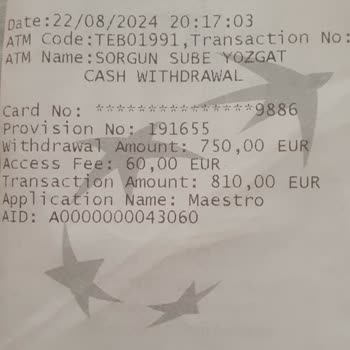 Date:22/08/2024 20:17:03
ATM Code:TEB01991,Transaction No:
ATM Name:SORGUN SUBE YOZGAT
CASH WITHDRAWAL
Card No: ***************9886
Provision No: 191655
Withdrawal Amount: 750,00 EUR
Access Fee: 60,00 EUR
Transaction Amount: 810,00 EUR
Application Name: Maestro
AID: A0000000043060